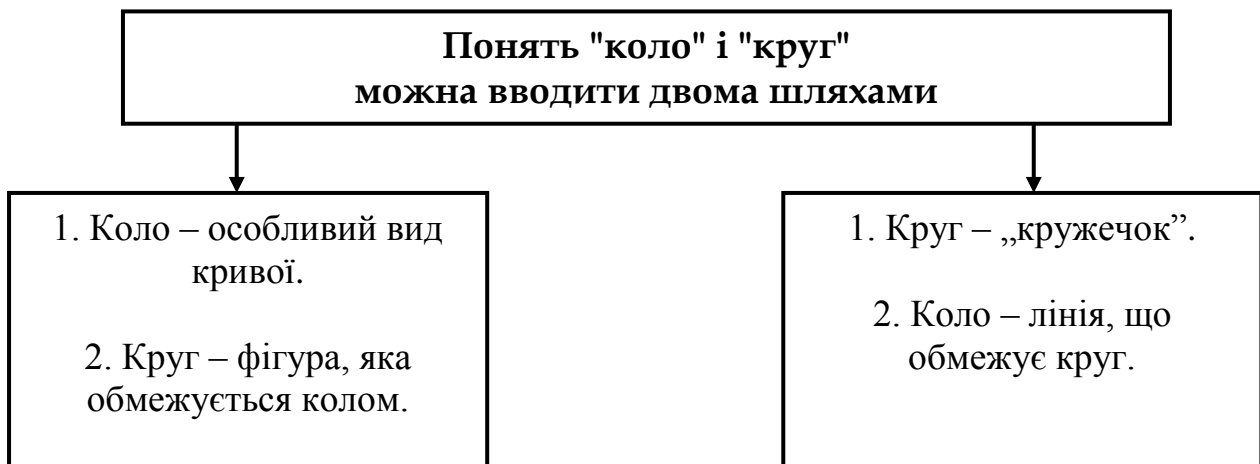 Понять "коло" і "круг"
можна вводити двома шляхами
1. Коло – особливий вид
кривої.
2. Круг – фігура, яка
обмежується колом.
1. Круг – „кружечок”.
2. Коло – лінія, що
обмежує круг.